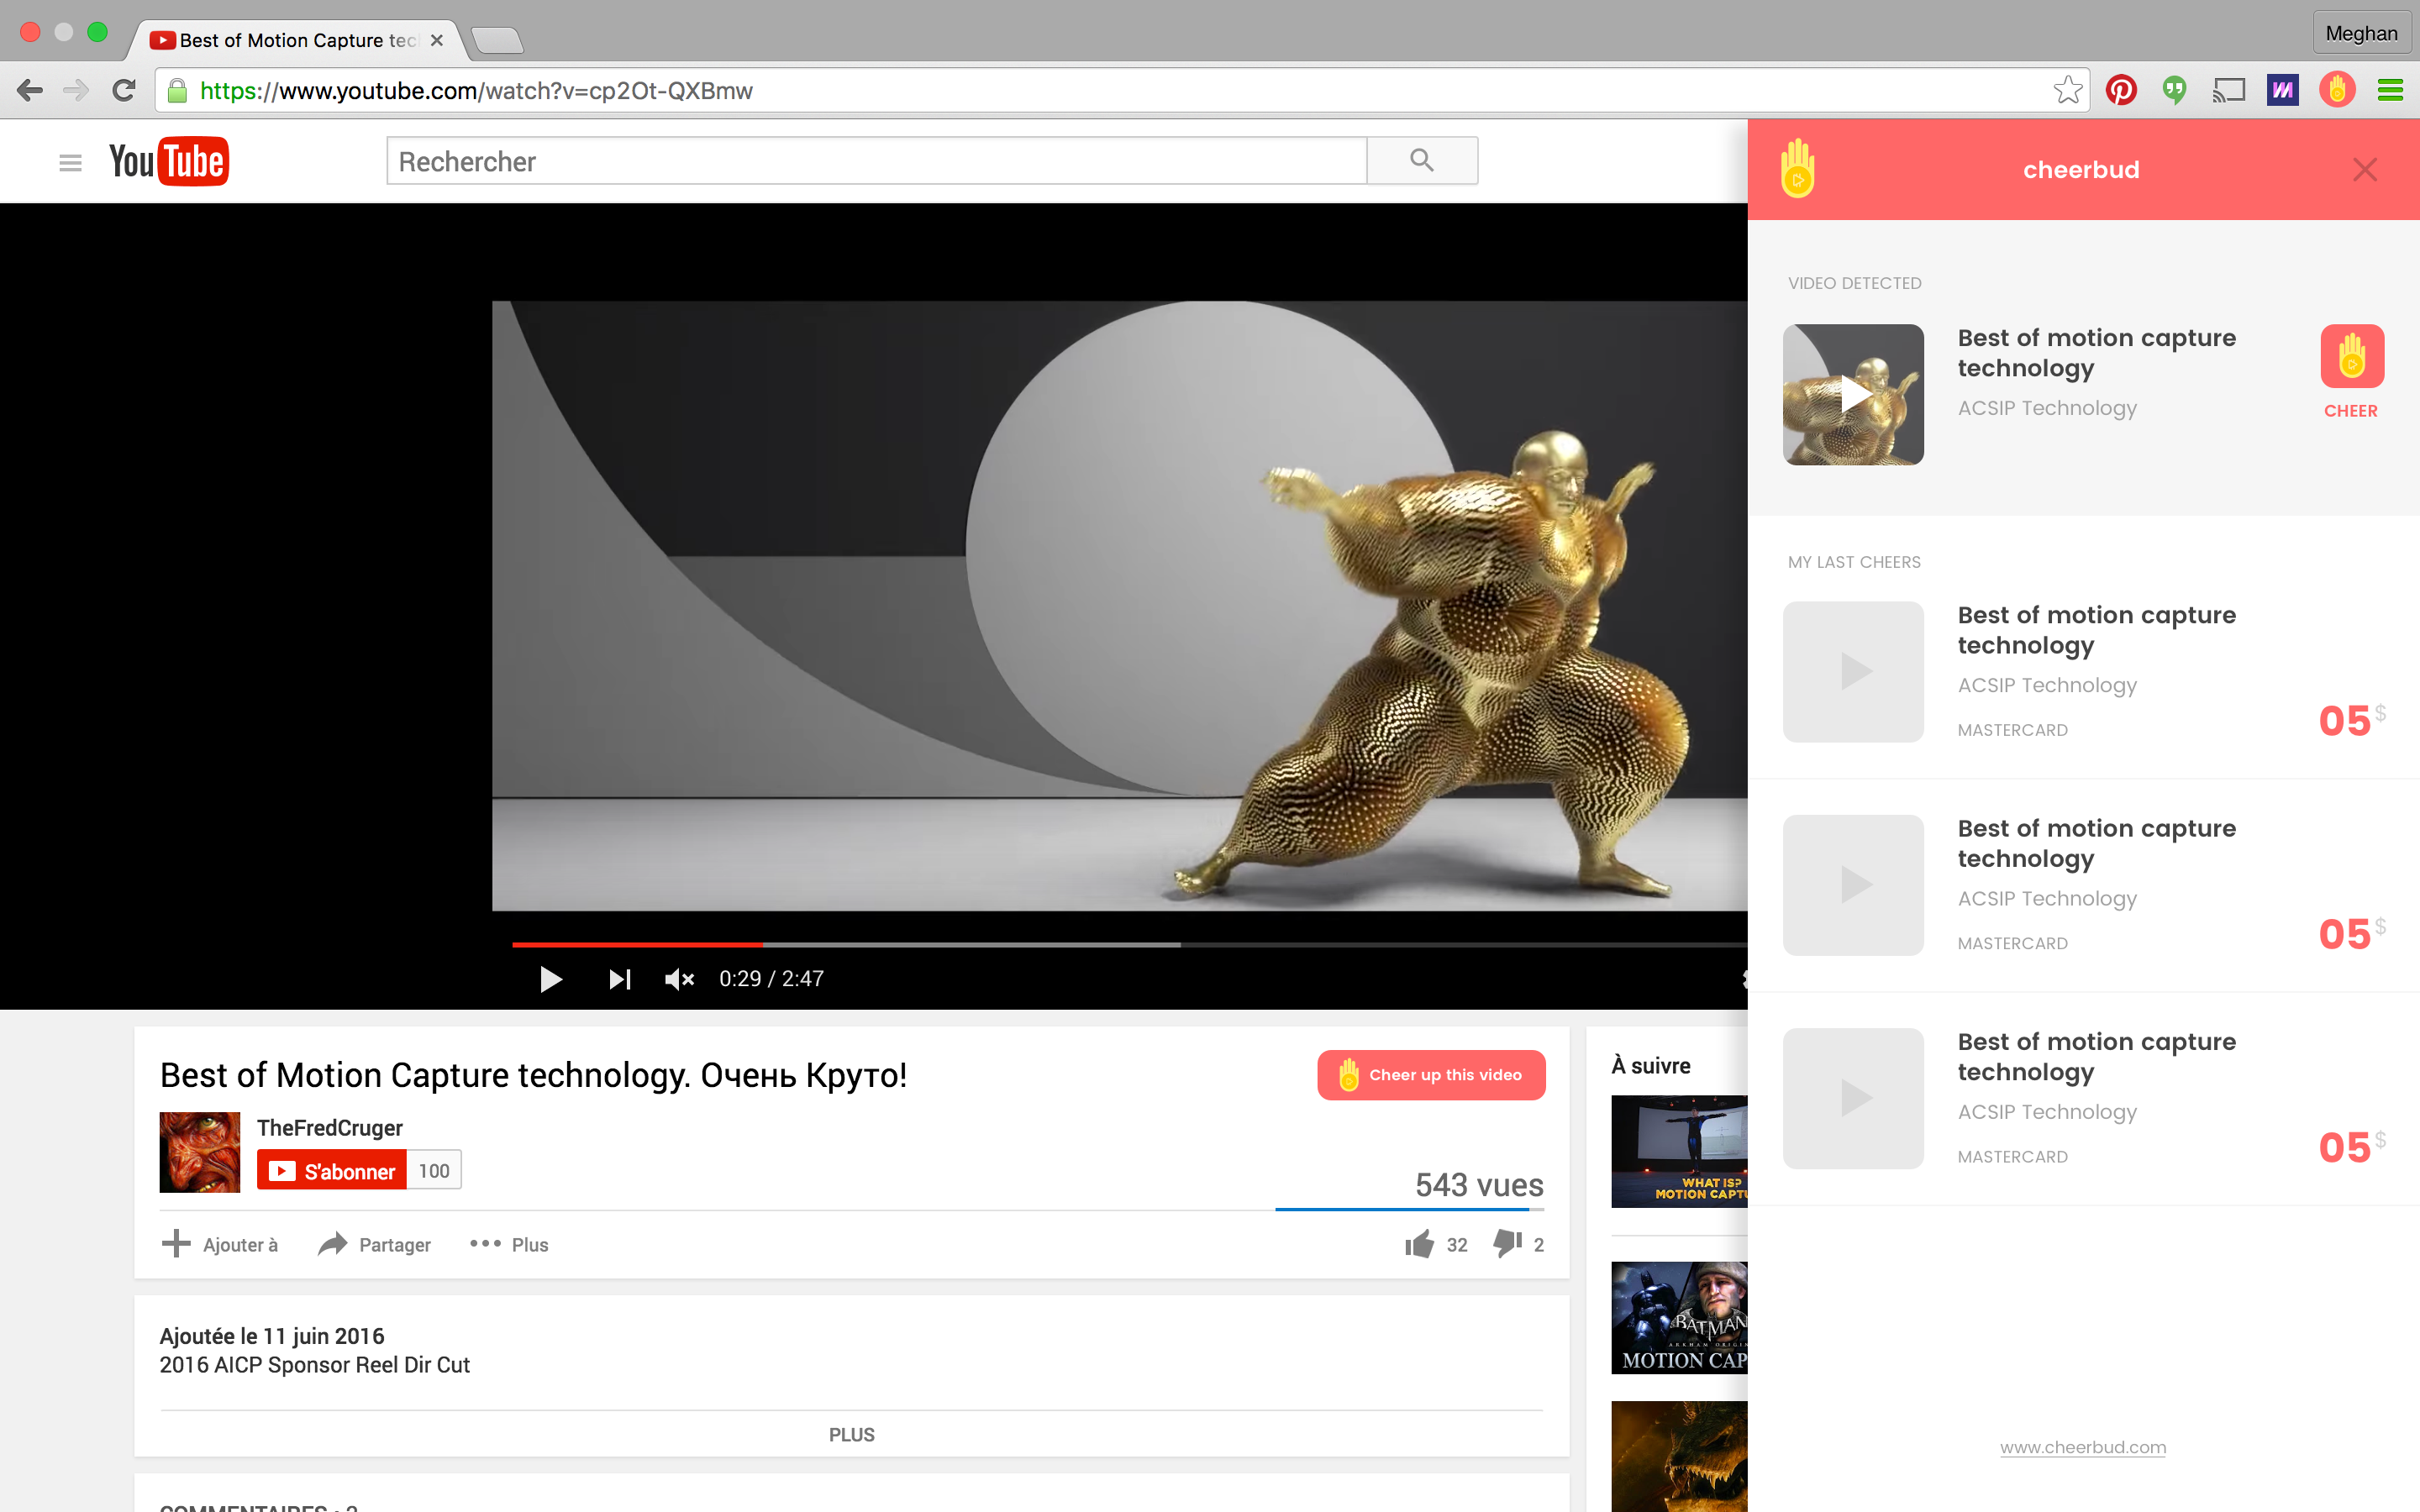 Best of Motion Capture tec
Meghan
https://www.youtube.com/watch?v=cp2Ot-QXBmw
YouTube
Rechercher
0:29 / 2:47
Best of Motion Capture technology. Очень Круто!
Cheer up this video
TheFredCruger
S'abonner
100
543 vues
Ajouter à
Partager
Plus
32
2
Ajoutée le 11 juin 2016
2016 AICP Sponsor Reel Dir Cut
PLUS
COMMENTAIRES • 2
À suivre
WHAT IS?
MOTION CAPTU
BATMAN
ARKHAM ORIGIN
MOTION CAP
cheerbud
VIDEO DETECTED
Best of motion capture
technology
ACSIP Technology
CHEER
MY LAST CHEERS
Best of motion capture
technology
ACSIP Technology
MASTERCARD
05$
Best of motion capture
technology
ACSIP Technology
MASTERCARD
05$
Best of motion capture
technology
ACSIP Technology
MASTERCARD
05$
www.cheerbud.com